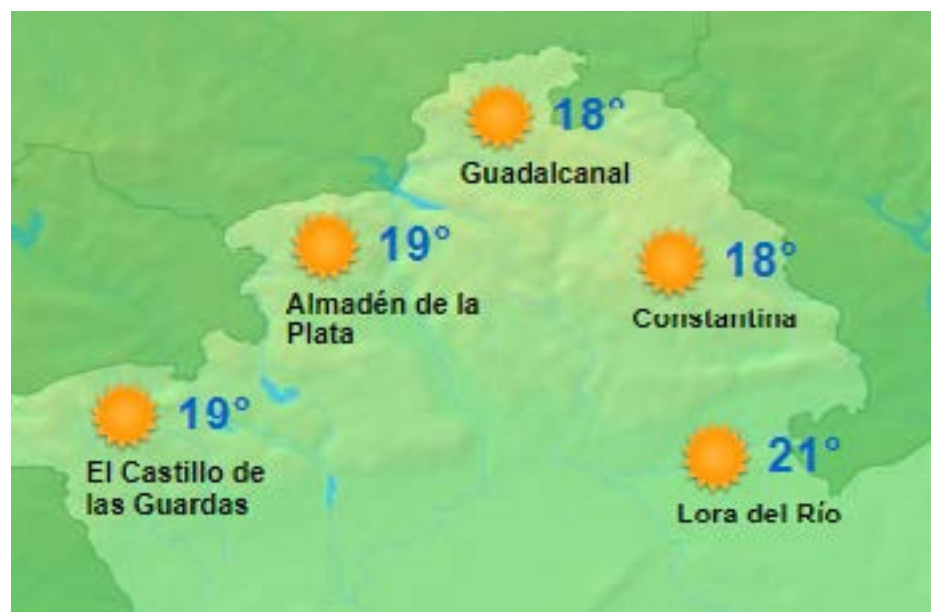 18°
Guadalcanal
19°
Almadén de la
Plata
18°
Constantina
19°
El Castillo de
las Guardas
21°
Lora del Río